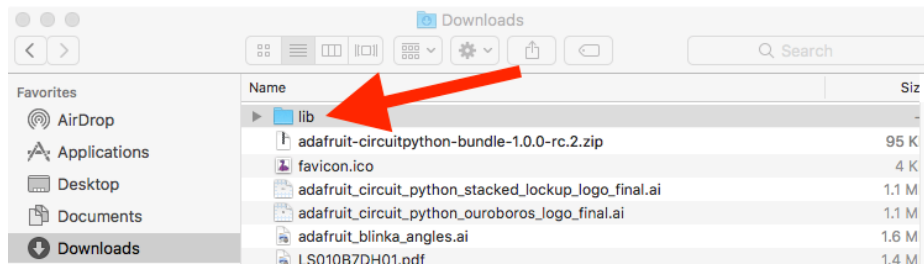 Downloads
Search
Favorites
Name
Siz
AirDrop
lib
-
Applications
adafruit-circuitpython-bundle-1.0.0-rc.2.zip
95 K
favicon.ico
4 K
Desktop
adafruit_circuit_python_stacked_lockup_logo_final.ai
1.1 M
Documents
adafruit_circuit_python_ouroboros_logo_final.ai
1.1 M
Downloads
adafruit_blinka_angles.ai
1.6 M
LS010B7DH01.pdf
1.4 M